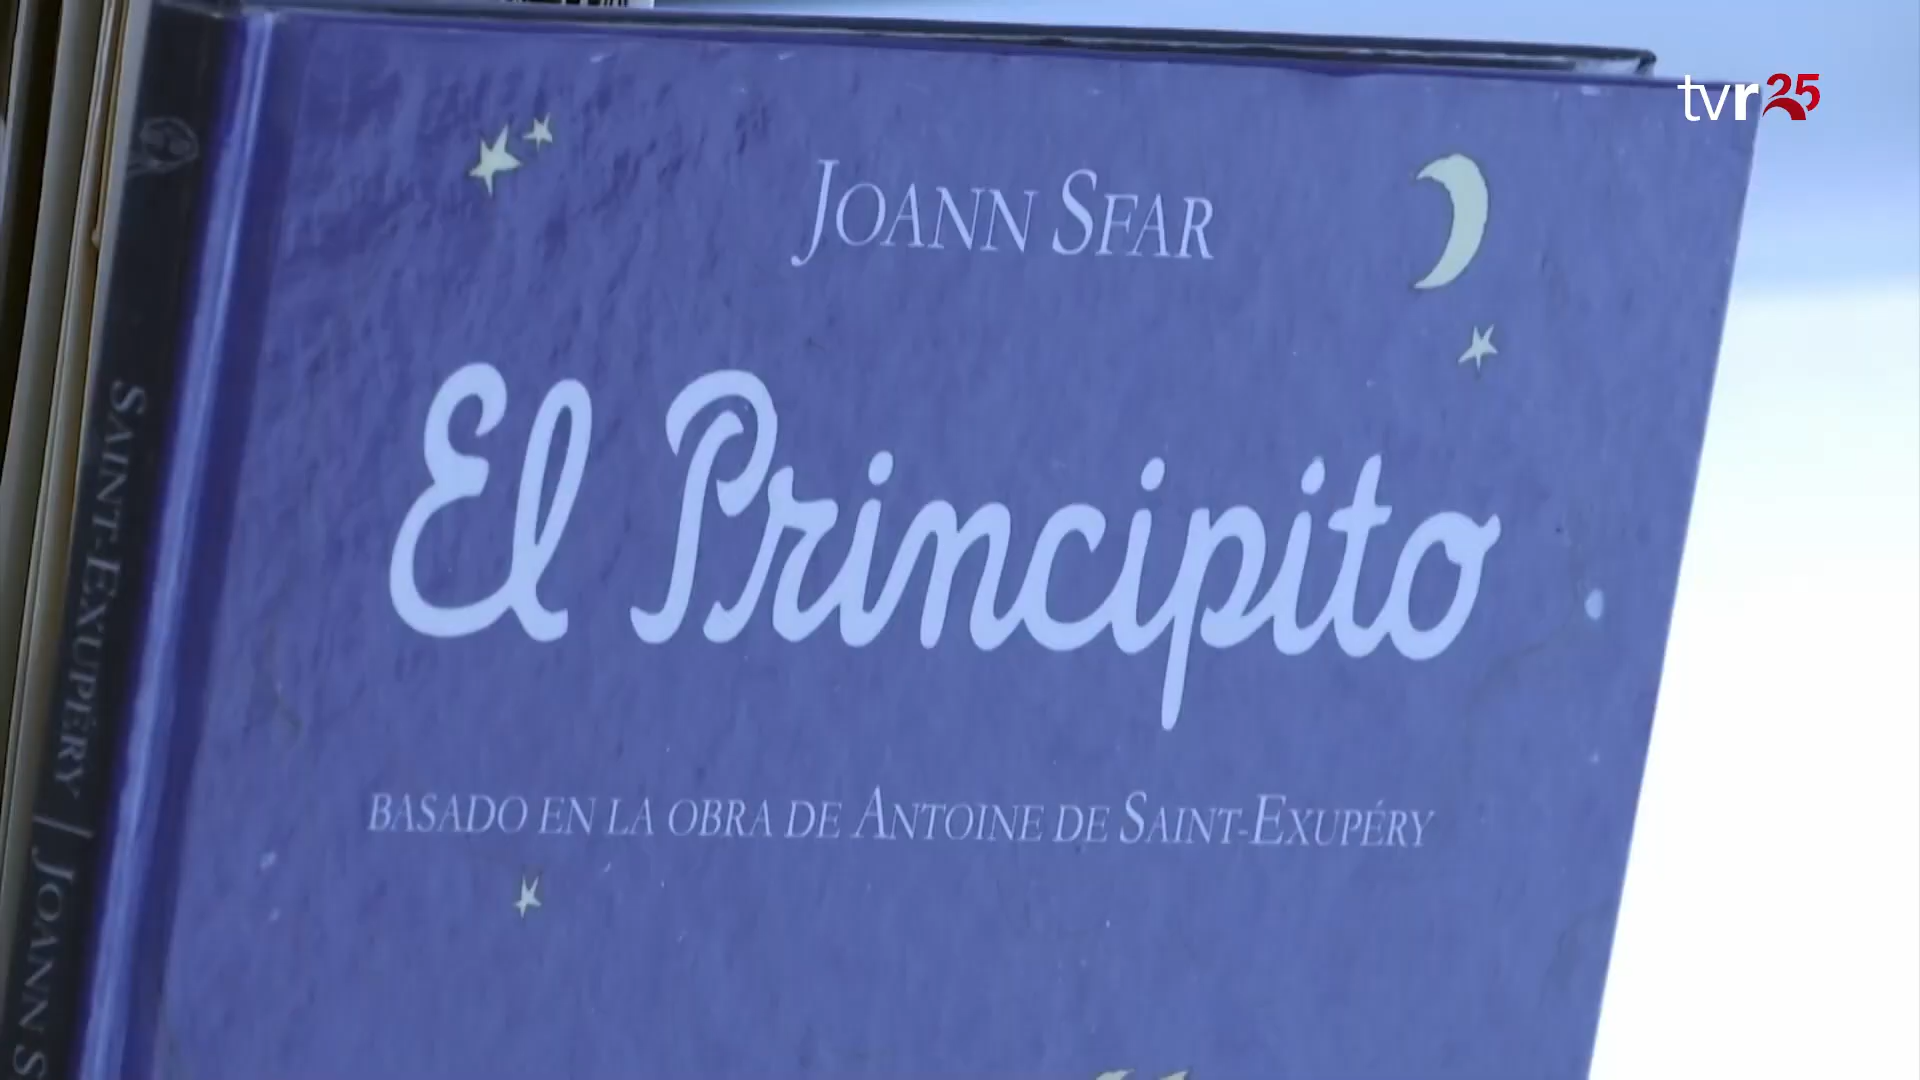 tvr25
JOANN SFAR
El Principito
BASADO EN LA OBRA DE ANTOINE DE SAINT-EXUPÉRY
SAINT-EXUPÉRY | JOANN S